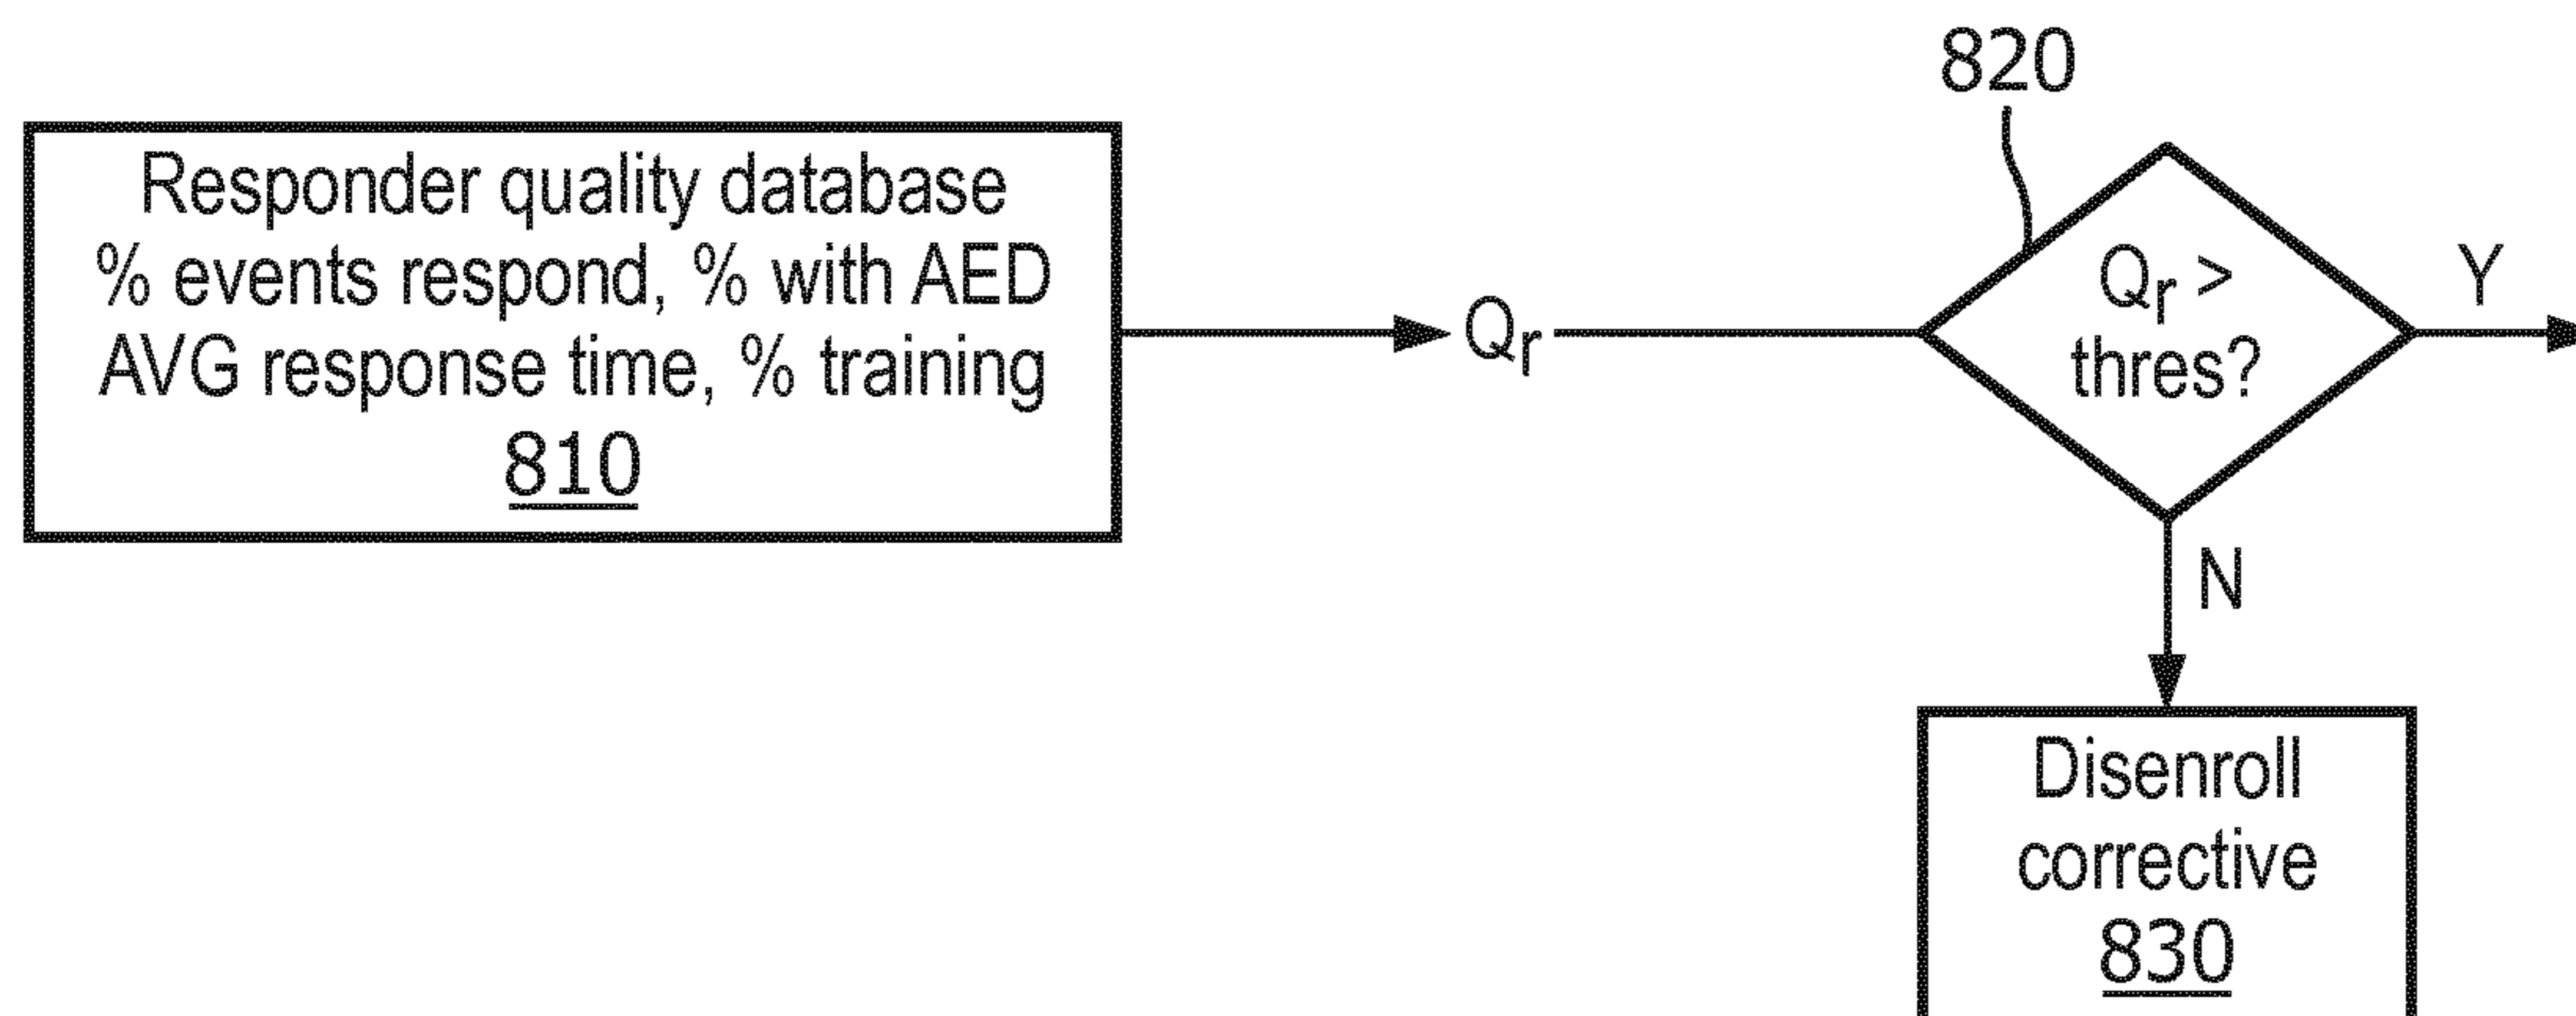 820
Responder quality database
% events respond, % with AED
AVG response time, % training
810
Qr
Qr >
thres?
Y
N
Disenroll
corrective
830